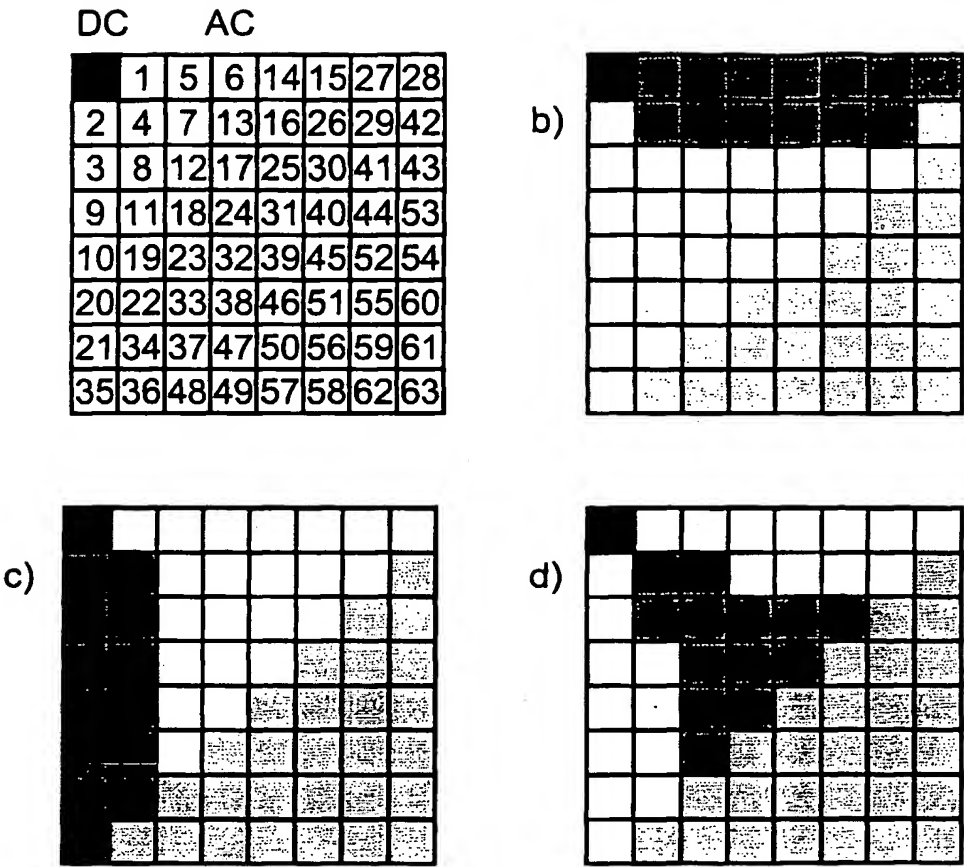 DC AC
1 5 6 14 15 27 28
2 4 7 13 16 26 29 42
3 8 12 17 25 30 41 43
9 11 18 24 31 40 44 53
10 19 23 32 39 45 52 54
20 22 33 38 46 51 55 60
21 34 37 47 50 56 59 61
35 36 48 49 57 58 62 63
b)
c)
d)